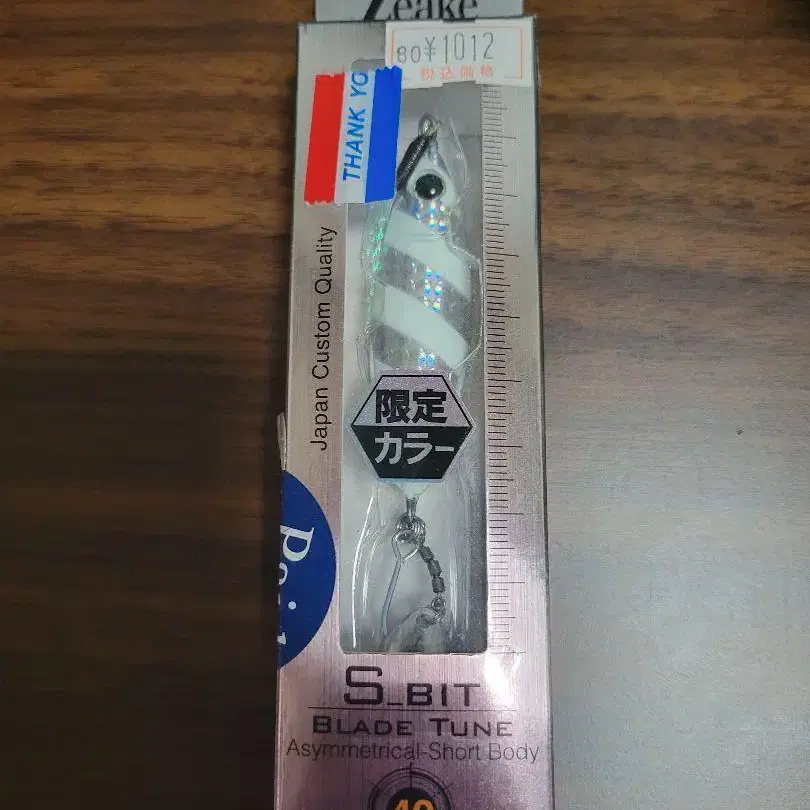 Zeake
80 ¥1012
税込価格
THANK YO
Japan Custom Quality
限定
カラー
S_BIT
BLADE TUNE
Asymmetrical-Short Body
40